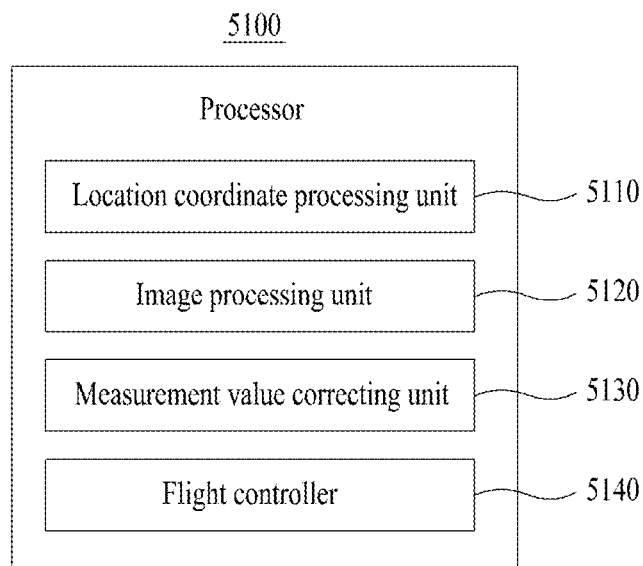 5100
Processor
Location coordinate processing unit
5110
Image processing unit
5120
Measurement value correcting unit
5130
Flight controller
5140